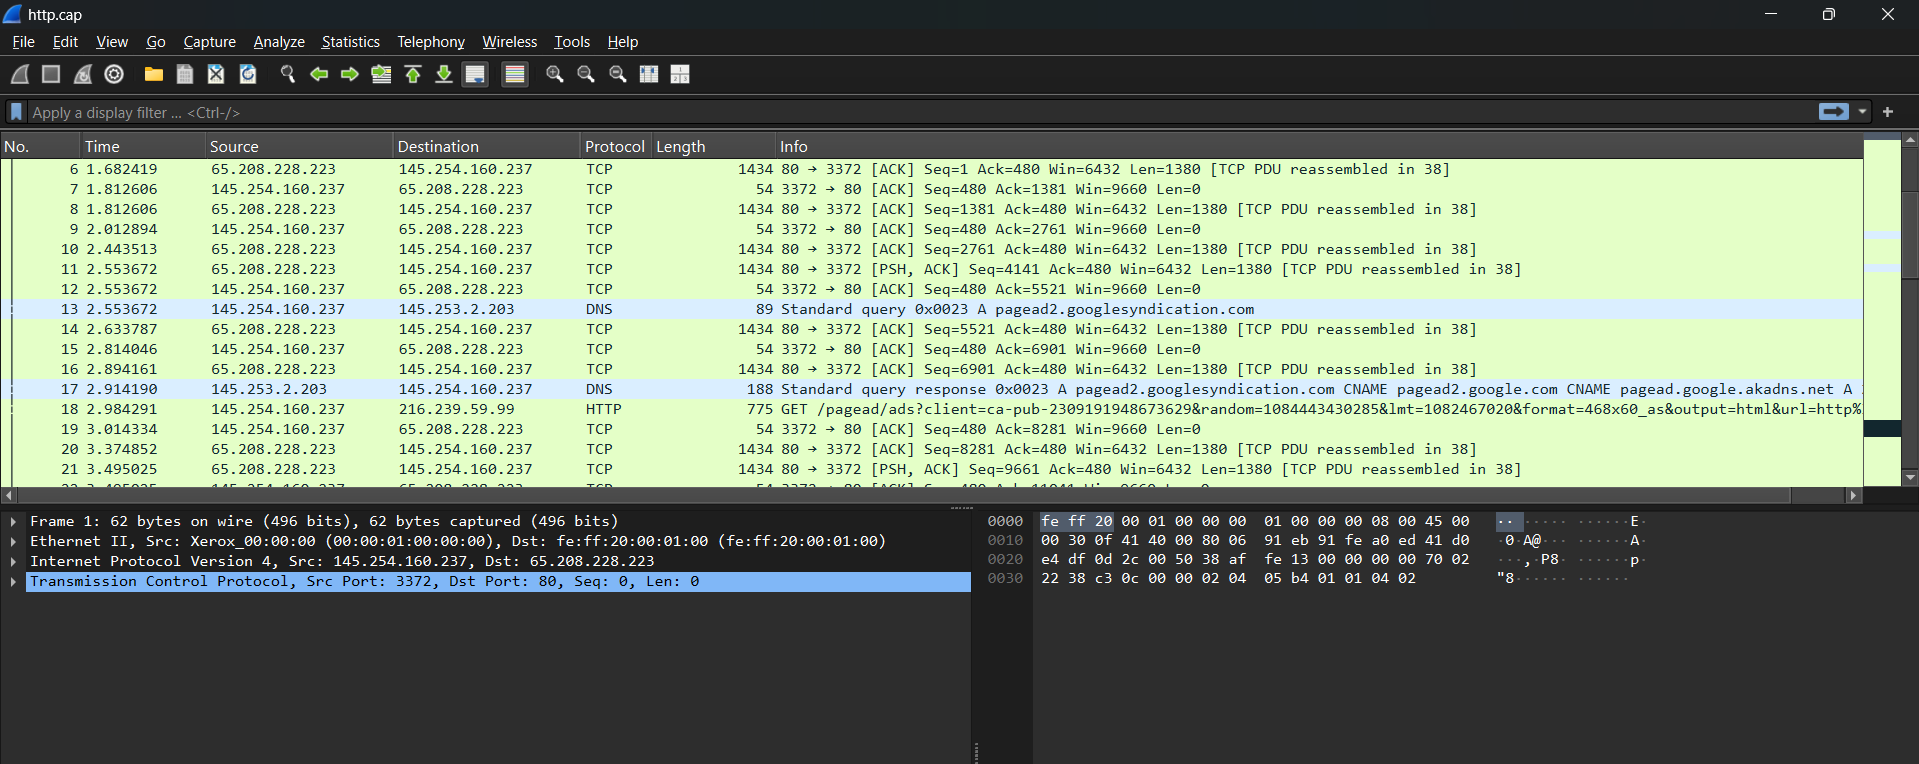 http.cap
File Edit View Go Capture Analyze Statistics Telephony Wireless Tools Help
Apply a display filter ... <Ctrl-/>
No. Time Source Destination Protocol Length Info
6 1.682419 65.208.228.223 145.254.160.237 TCP 1434 80 → 3372 [ACK] Seq=1 Ack=480 Win=6432 Len=1380 [TCP PDU reassembled in 38]
7 1.812606 145.254.160.237 65.208.228.223 TCP 54 3372 → 80 [ACK] Seq=480 Ack=1381 Win=9660 Len=0
8 1.812606 65.208.228.223 145.254.160.237 TCP 1434 80 → 3372 [ACK] Seq=1381 Ack=480 Win=6432 Len=1380 [TCP PDU reassembled in 38]
9 2.012894 145.254.160.237 65.208.228.223 TCP 54 3372 → 80 [ACK] Seq=480 Ack=2761 Win=9660 Len=0
10 2.443513 65.208.228.223 145.254.160.237 TCP 1434 80 → 3372 [ACK] Seq=2761 Ack=480 Win=6432 Len=1380 [TCP PDU reassembled in 38]
11 2.553672 65.208.228.223 145.254.160.237 TCP 1434 80 → 3372 [PSH, ACK] Seq=4141 Ack=480 Win=6432 Len=1380 [TCP PDU reassembled in 38]
12 2.553672 145.254.160.237 65.208.228.223 TCP 54 3372 → 80 [ACK] Seq=480 Ack=5521 Win=9660 Len=0
13 2.553672 145.254.160.237 145.253.2.203 DNS 89 Standard query 0x0023 A pagead2.googlesyndication.com
14 2.633787 65.208.228.223 145.254.160.237 TCP 1434 80 → 3372 [ACK] Seq=5521 Ack=480 Win=6432 Len=1380 [TCP PDU reassembled in 38]
15 2.814046 145.254.160.237 65.208.228.223 TCP 54 3372 → 80 [ACK] Seq=480 Ack=6901 Win=9660 Len=0
16 2.894161 65.208.228.223 145.254.160.237 TCP 1434 80 → 3372 [ACK] Seq=6901 Ack=480 Win=6432 Len=1380 [TCP PDU reassembled in 38]
17 2.914190 145.253.2.203 145.254.160.237 DNS 188 Standard query response 0x0023 A pagead2.googlesyndication.com CNAME pagead2.google.com CNAME pagead.google.akadns.net A
18 2.984291 145.254.160.237 216.239.59.99 HTTP 775 GET /pagead/ads?client=ca-pub-2309191948673629&random=1084443430285&lmt=1082467020&format=468x60_as&output=html&url=http%
19 3.014334 145.254.160.237 65.208.228.223 TCP 54 3372 → 80 [ACK] Seq=480 Ack=8281 Win=9660 Len=0
20 3.374852 65.208.228.223 145.254.160.237 TCP 1434 80 → 3372 [ACK] Seq=8281 Ack=480 Win=6432 Len=1380 [TCP PDU reassembled in 38]
21 3.495025 65.208.228.223 145.254.160.237 TCP 1434 80 → 3372 [PSH, ACK] Seq=9661 Ack=480 Win=6432 Len=1380 [TCP PDU reassembled in 38]
Frame 1: 62 bytes on wire (496 bits), 62 bytes captured (496 bits)
Ethernet II, Src: Xerox_00:00:00 (00:00:01:00:00:00), Dst: fe:ff:20:00:01:00 (fe:ff:20:00:01:00)
Internet Protocol Version 4, Src: 145.254.160.237, Dst: 65.208.228.223
Transmission Control Protocol, Src Port: 3372, Dst Port: 80, Seq: 0, Len: 0
0000 fe ff 20 00 01 00 00 00 01 00 00 00 08 00 45 00 ·· ····· ······E·
0010 00 30 0f 41 40 00 80 06 91 eb 91 fe a0 ed 41 d0 ·0·A@··· ······A·
0020 e4 df 0d 2c 00 50 38 af fe 13 00 00 00 00 70 02 ···,·P8· ······p·
0030 22 38 c3 0c 00 00 02 04 05 b4 01 01 04 02 "8······ ······